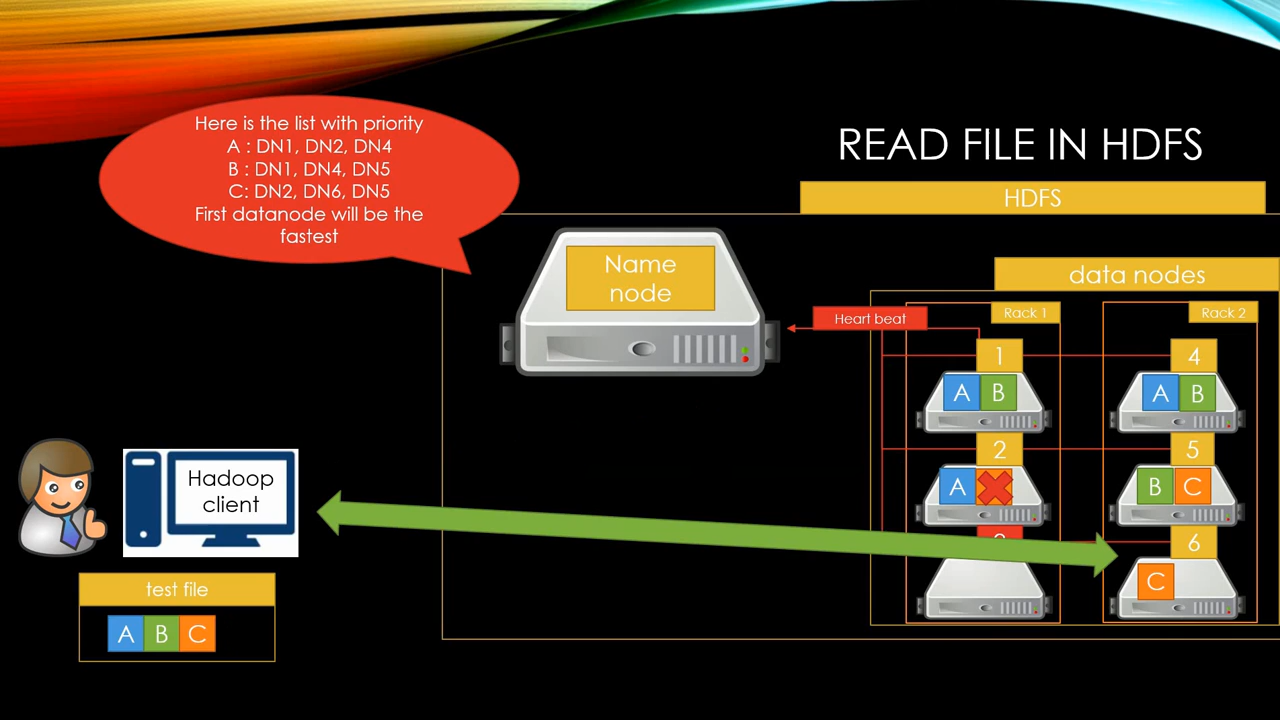 Here is the list with priority
A : DN1, DN2, DN4
B : DN1, DN4, DN5
C: DN2, DN6, DN5
First datanode will be the
fastest
READ FILE IN HDFS
HDFS
Name
node
data nodes
Heart beat
Rack 1
Rack 2
1
4
A B
A B
2
5
A
B C
6
C
Hadoop
client
test file
A B C